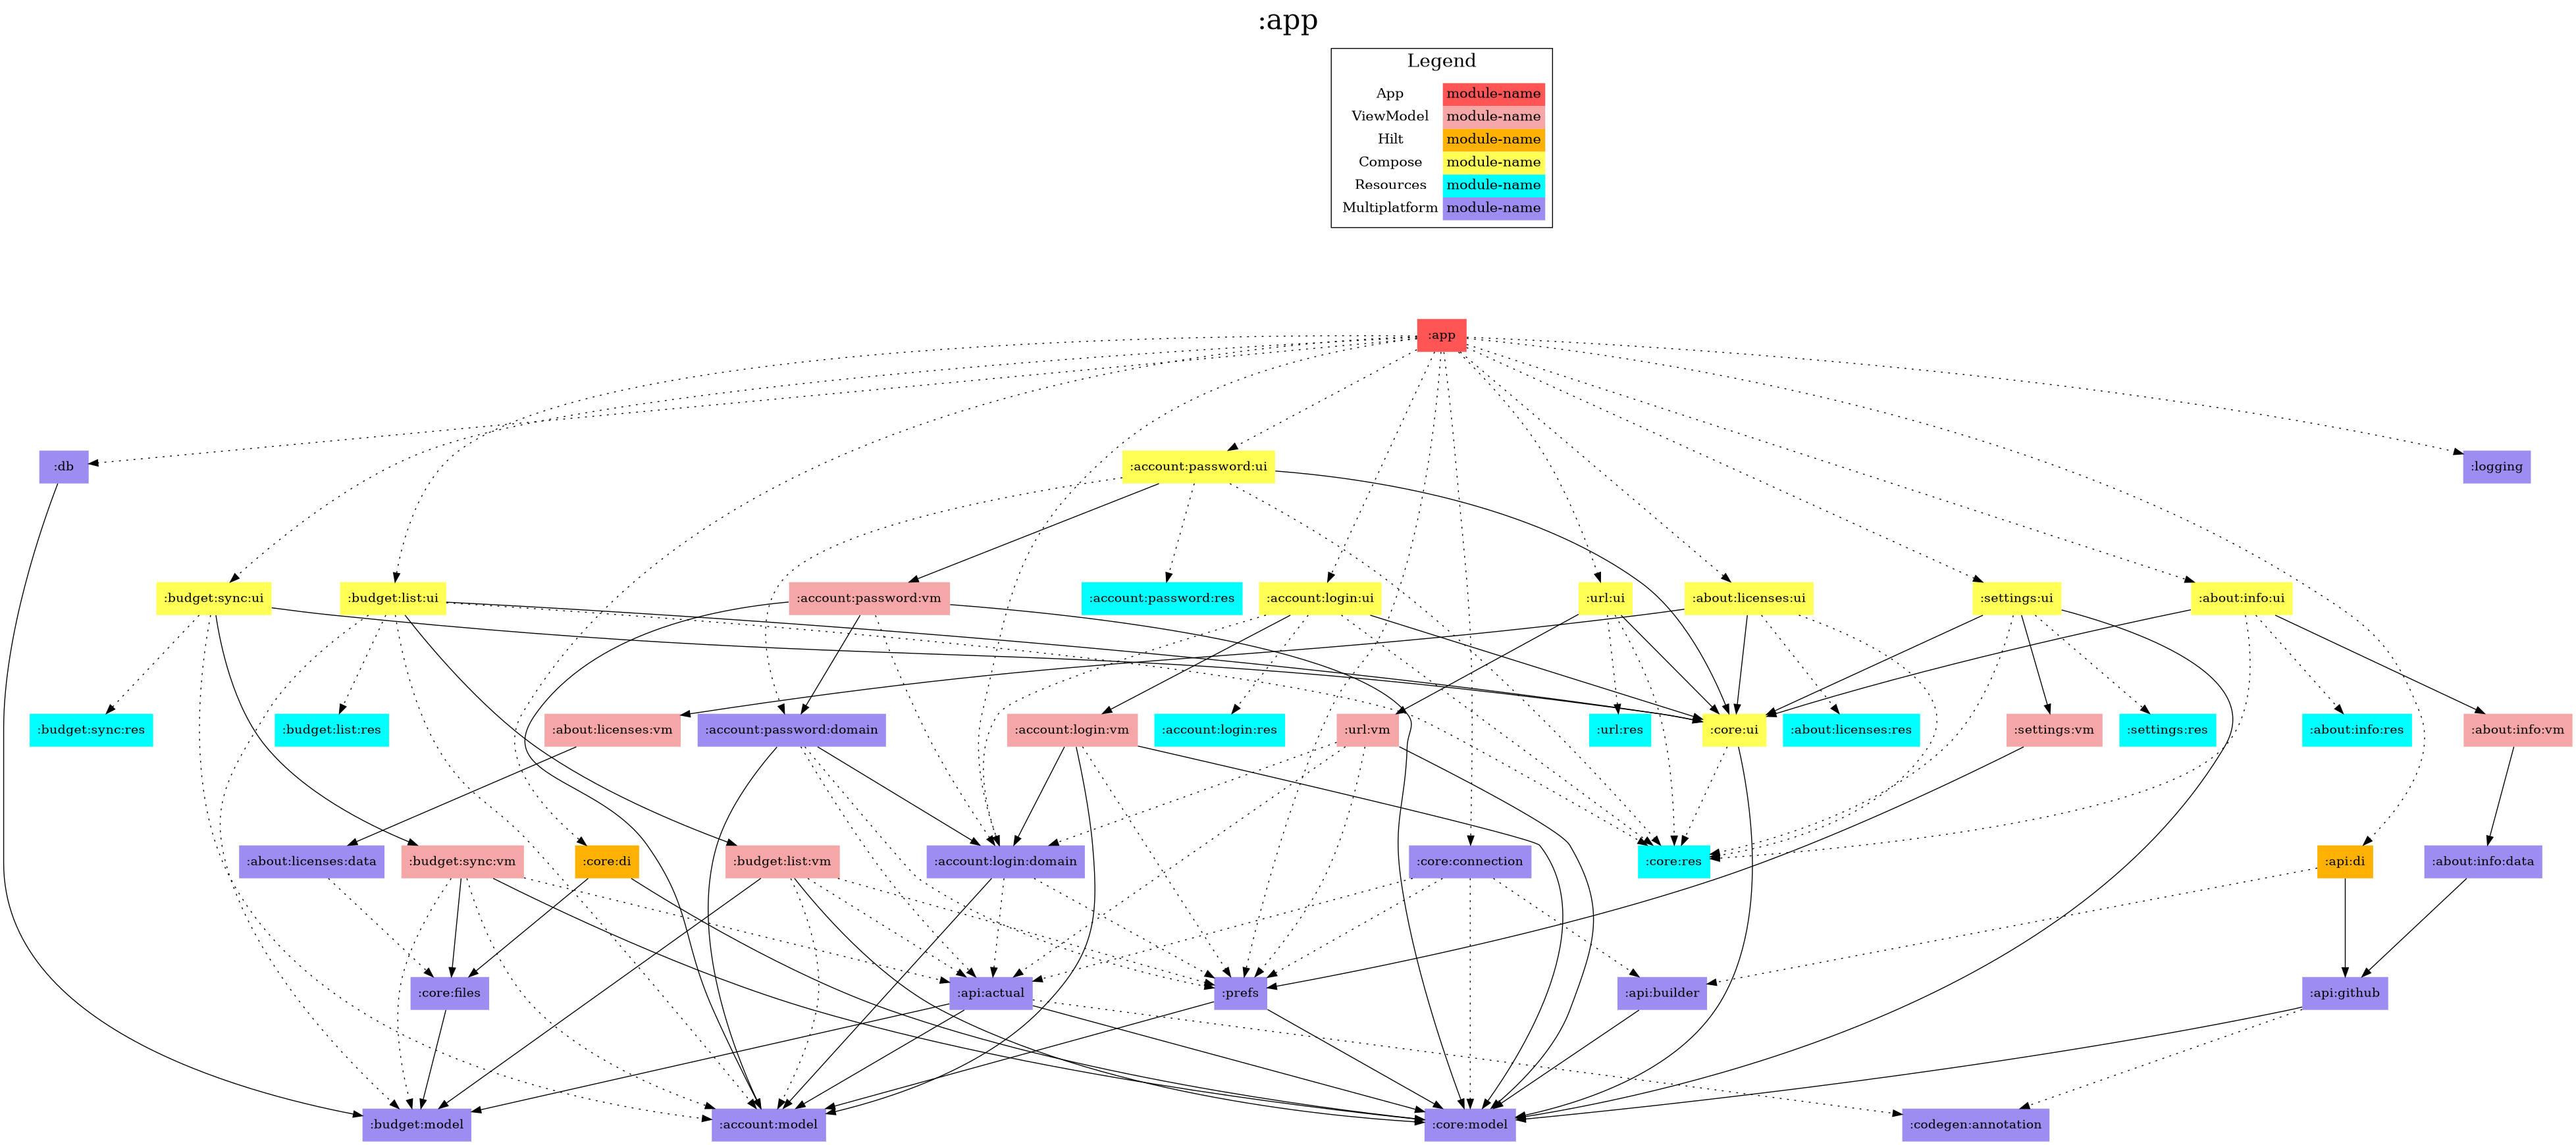 :app
Legend
App module-name
ViewModel module-name
Hilt module-name
Compose module-name
Resources module-name
Multiplatform module-name
:app
:db
:account:password:ui
:logging
:budget:sync:ui
:budget:list:ui
:account:password:vm
:account:password:res
:account:login:ui
:url:ui
:about:licenses:ui
:settings:ui
:about:info:ui
:budget:sync:res
:budget:list:res
:about:licenses:vm
:account:password:domain
:account:login:vm
:account:login:res
:url:vm
:url:res
:core:ui
:about:licenses:res
:settings:vm
:settings:res
:about:info:res
:about:info:vm
:about:licenses:data
:budget:sync:vm
:core:di
:budget:list:vm
:account:login:domain
:core:connection
:core:res
:api:di
:about:info:data
:core:files
:api:actual
:prefs
:api:builder
:api:github
:budget:model
:account:model
:core:model
:codegen:annotation